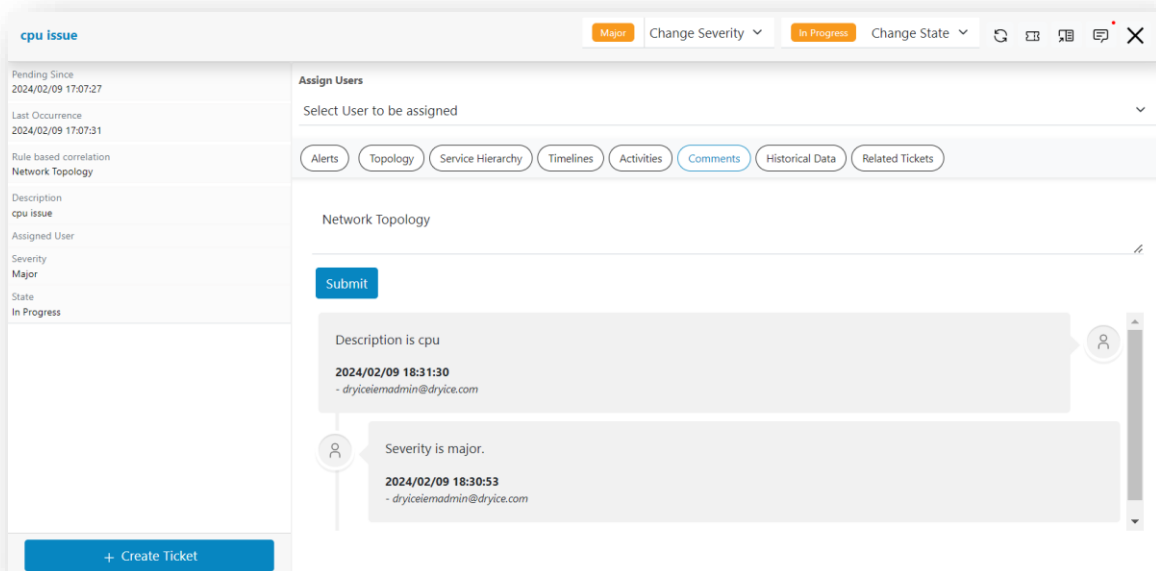 cpu issue
Major Change Severity In Progress Change State
Pending Since
2024/02/09 17:07:27
Last Occurrence
2024/02/09 17:07:31
Rule based correlation
Network Topology
Description
cpu issue
Assigned User
Severity
Major
State
In Progress
+ Create Ticket
Assign Users
Select User to be assigned
Alerts Topology Service Hierarchy Timelines Activities Comments Historical Data Related Tickets
Network Topology
Submit
Description is cpu
2024/02/09 18:31:30
- dryiceiemadmin@dryice.com
Severity is major.
2024/02/09 18:30:53
- dryiceiemadmin@dryice.com